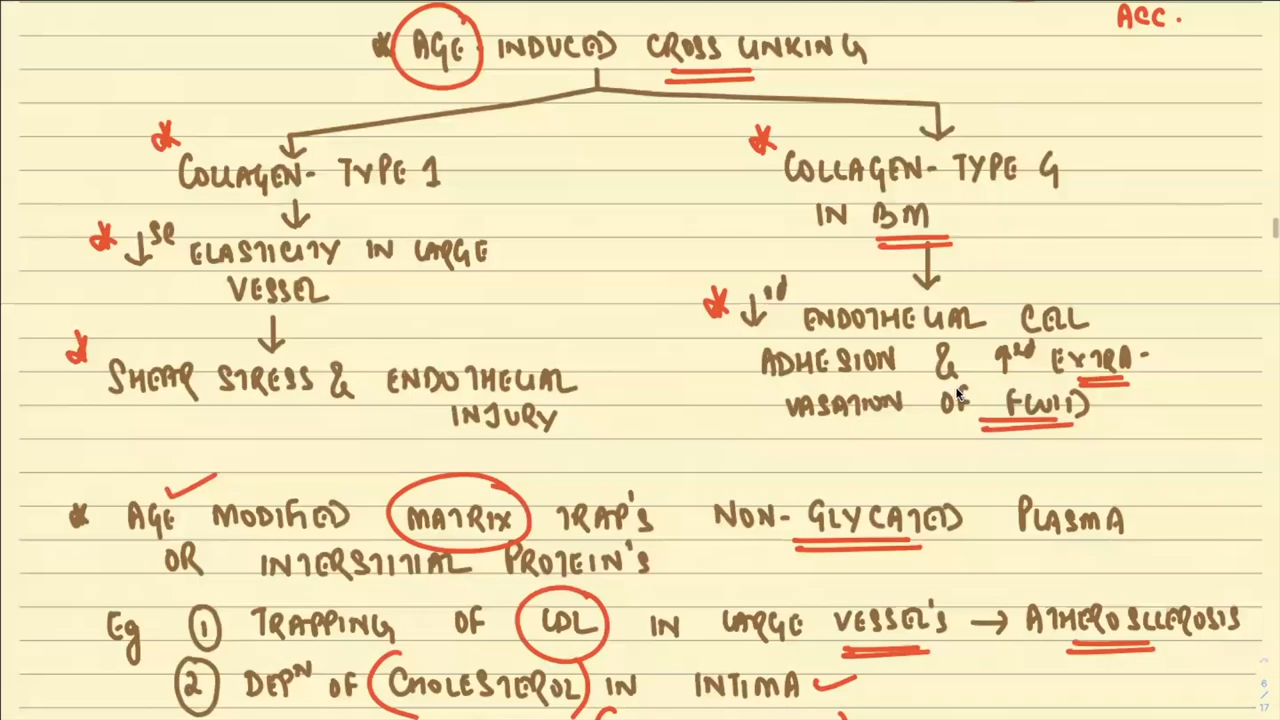 ACC.
* AGE INDUCED CROSS LINKING
* COLLAGEN- TYPE 1
* ↓se ELASTICITY IN LARGE
VESSEL
* SHEAR STRESS & ENDOTHELIAL
INJURY
* COLLAGEN- TYPE 4
IN BM
* ↓ed ENDOTHELIAL CELL
ADHESION & ↑ed EXTRA-
VASATION OF FLUID
* AGE MODIFIED MATRIX TRAP'S NON-GLYCATED PLASMA
OR INTERSTITIAL PROTEIN'S
Eg ① TRAPPING OF LDL IN LARGE VESSEL'S → ATHEROSCLEROSIS
② DEPN OF (CHOLESTEROL) IN INTIMA
6
/
17